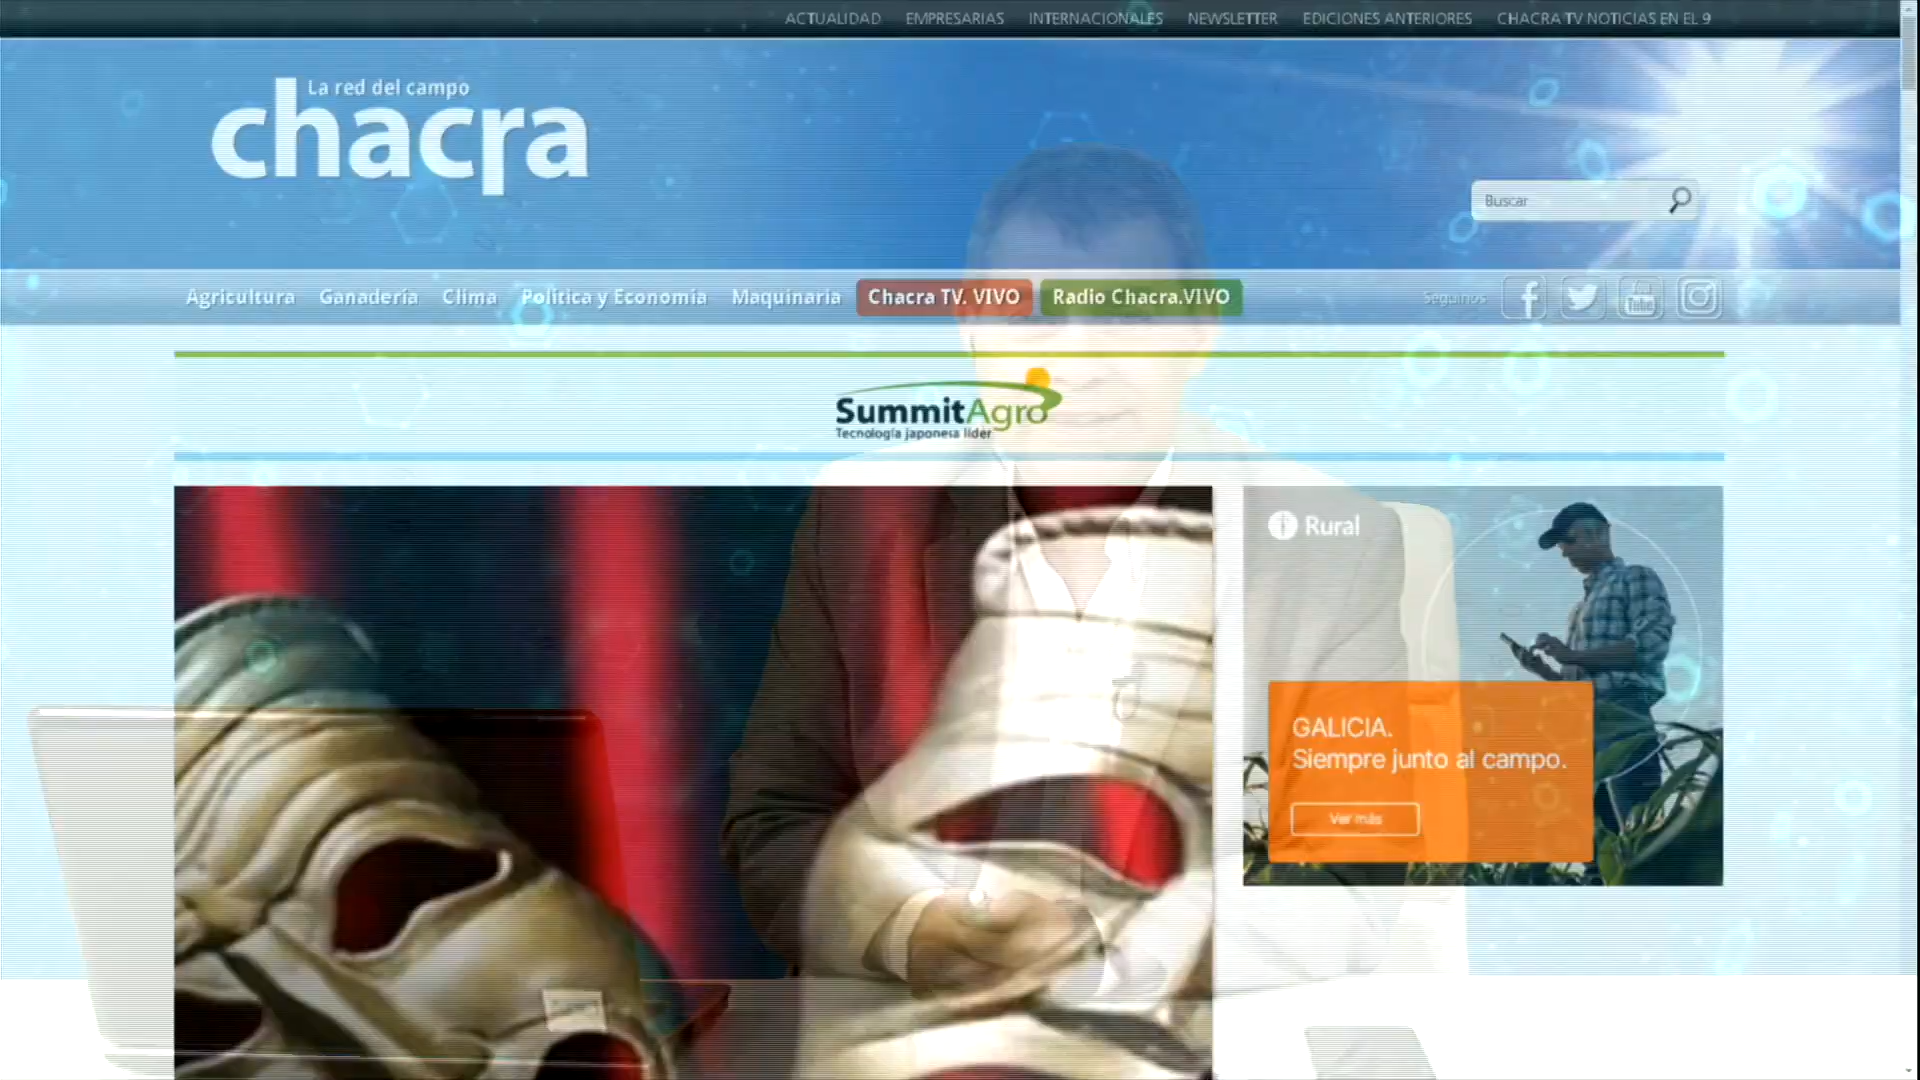 ACTUALIDAD EMPRESARIAS INTERNACIONALES NEWSLETTER EDICIONES ANTERIORES CHACRA TV NOTICIAS EN EL 9
La red del campo
chacra
Buscar
Agricultura Ganadería Clima Política y Economía Maquinaria Chacra TV. VIVO Radio Chacra.VIVO Seguinos
SummitAgro
Tecnología japonesa líder
Rural
GALICIA.
Siempre junto al campo.
Ver más